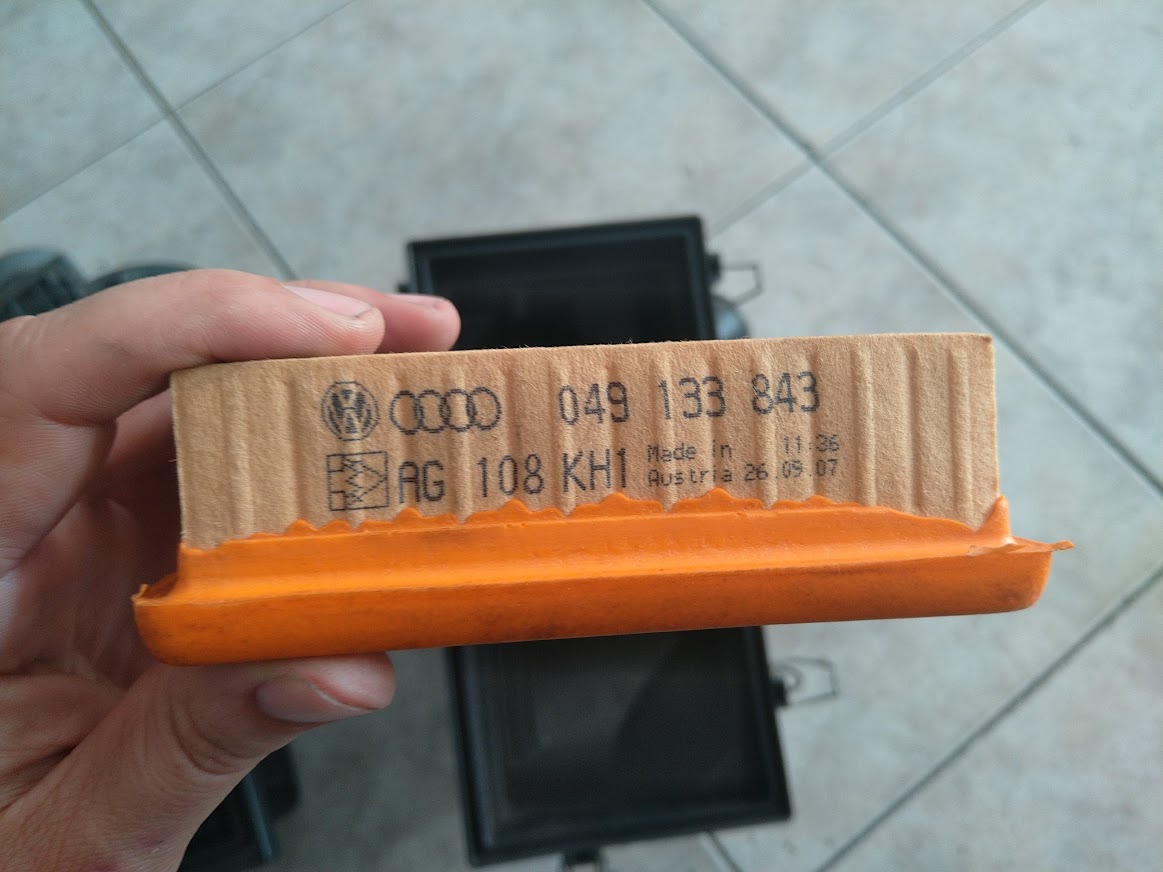 049 133 843
AG 108 KH1
Made in 11:36
Austria 26.09.07